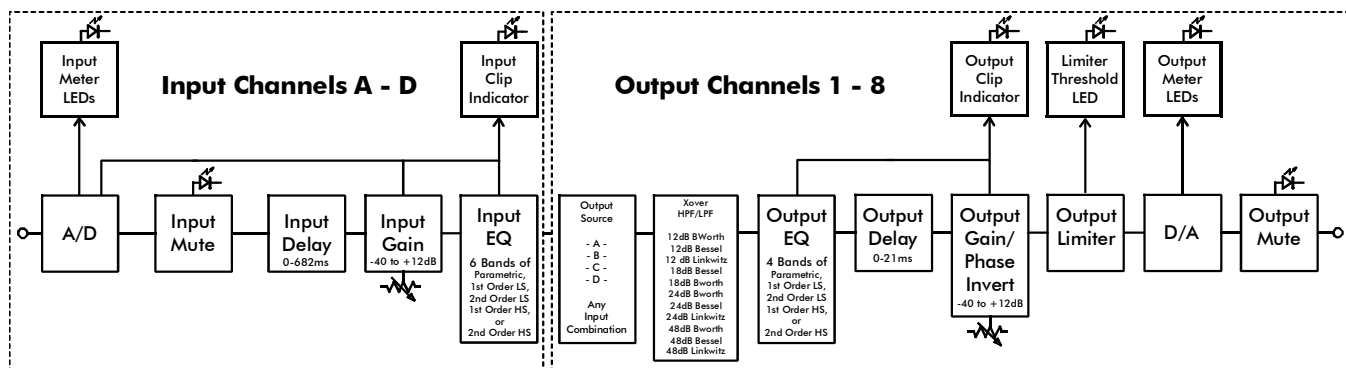 Input
Meter
LEDs
Input Channels A - D
Input
Clip
Indicator
A/D
Input
Mute
Input
Delay
0-682ms
Input
Gain
-40 to +12dB
Input
EQ
6 Bands of
Parametric,
1st Order LS,
2nd Order LS
1st Order HS,
or
2nd Order HS
Output Channels 1 - 8
Output
Clip
Indicator
Limiter
Threshold
LED
Output
Meter
LEDs
Output
Source
- A -
- B -
- C -
- D -
Any
Input
Combination
Xover
HPF/LPF
12dB BWorth
12dB Bessel
12 dB Linkwitz
18dB Bessel
18dB Bworth
24dB Bworth
24dB Bessel
24dB Linkwitz
48dB Bworth
48dB Bessel
48dB Linkwitz
Output
EQ
4 Bands of
Parametric,
1st Order LS,
2nd Order LS
1st Order HS,
or
2nd Order HS
Output
Delay
0-21ms
Output
Gain/
Phase
Invert
-40 to +12dB
Output
Limiter
D/A
Output
Mute